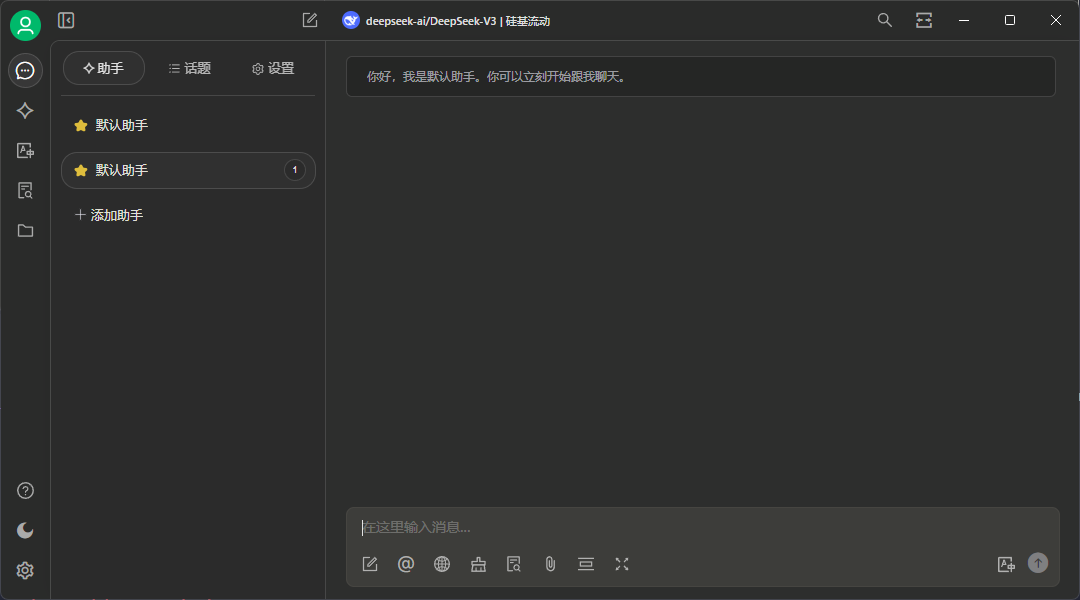 deepseek-ai/DeepSeek-V3 | 硅基流动
助手
话题
设置
默认助手
默认助手
1
添加助手
你好，我是默认助手。你可以立刻开始跟我聊天。
在这里输入消息...